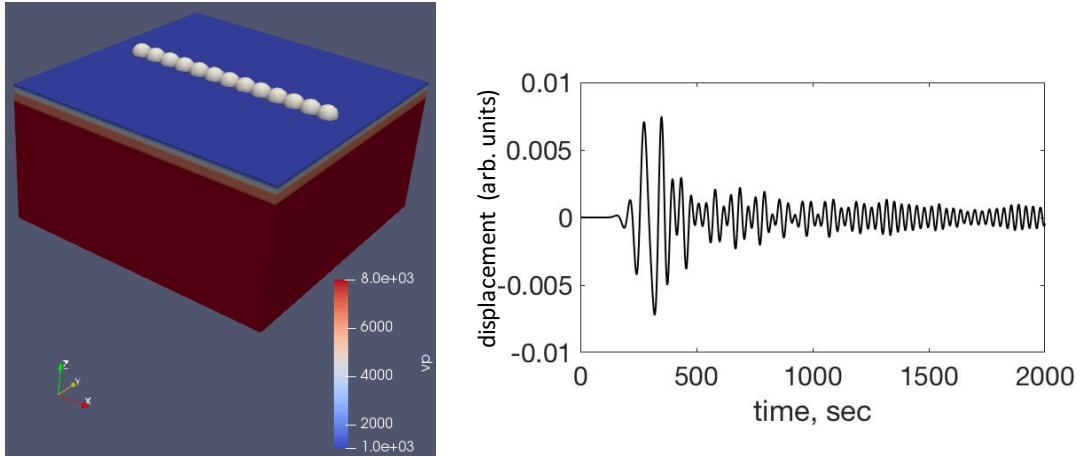 8.0e+03
6000
4000
2000
1.0e+03
vp
Z
Y
X
displacement (arb. units)
0.01
0.005
0
-0.005
-0.01
0 500 1000 1500 2000
time, sec